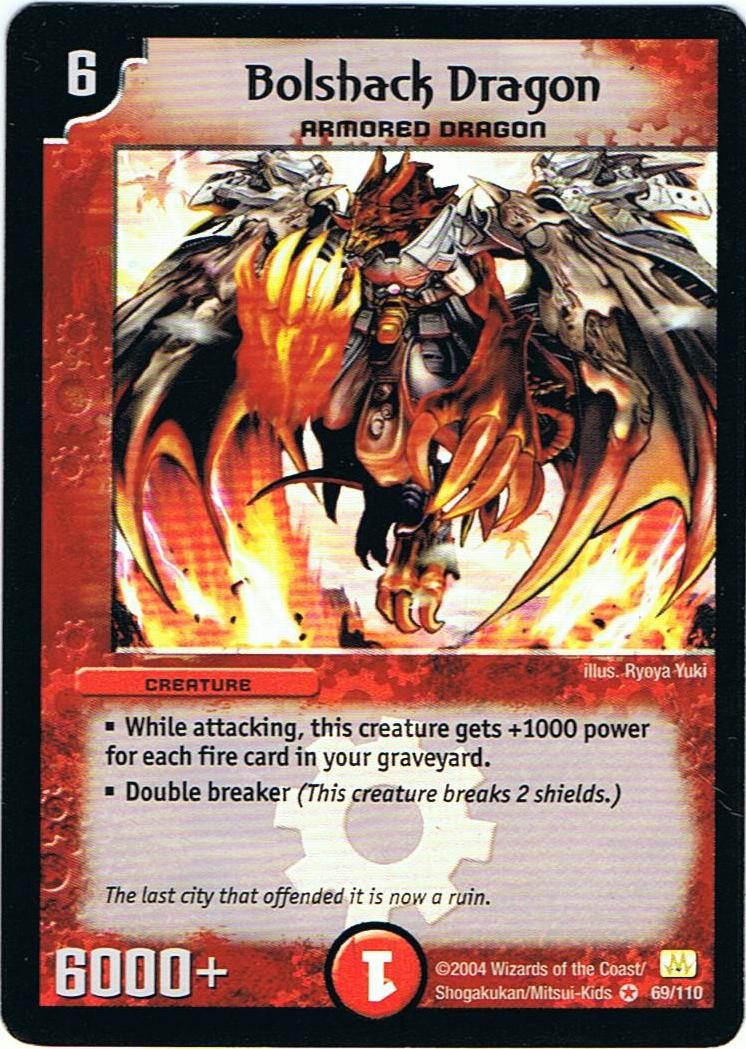 6
Bolshack Dragon
ARMORED DRAGON
illus. Ryoya Yuki
CREATURE
▪ While attacking, this creature gets +1000 power
for each fire card in your graveyard.
▪ Double breaker (This creature breaks 2 shields.)
The last city that offended it is now a ruin.
6000+
1
©2004 Wizards of the Coast/
Shogakukan/Mitsui-Kids ✪ 69/110